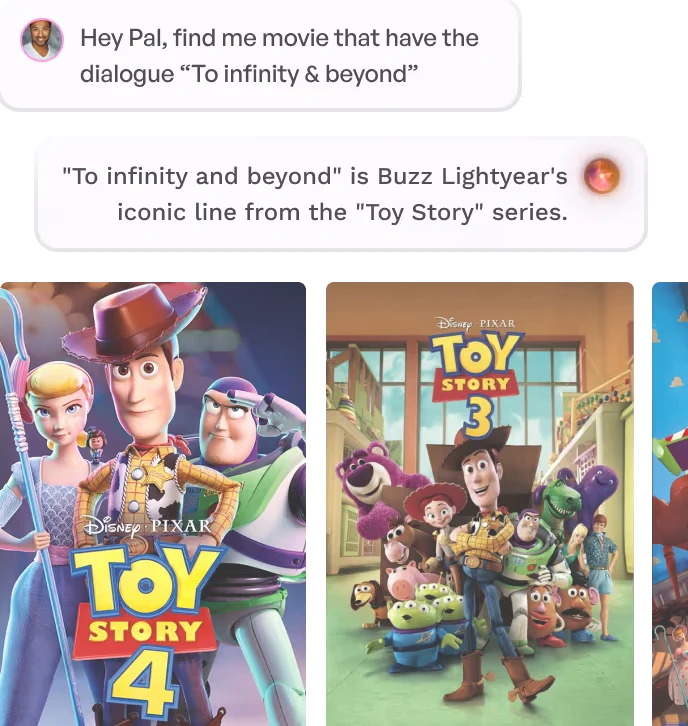 Hey Pal, find me movie that have the
dialogue “To infinity & beyond”
"To infinity and beyond" is Buzz Lightyear's
iconic line from the "Toy Story" series.
Disney · PIXAR
TOY
STORY
4
Disney PIXAR
TOY
STORY
3